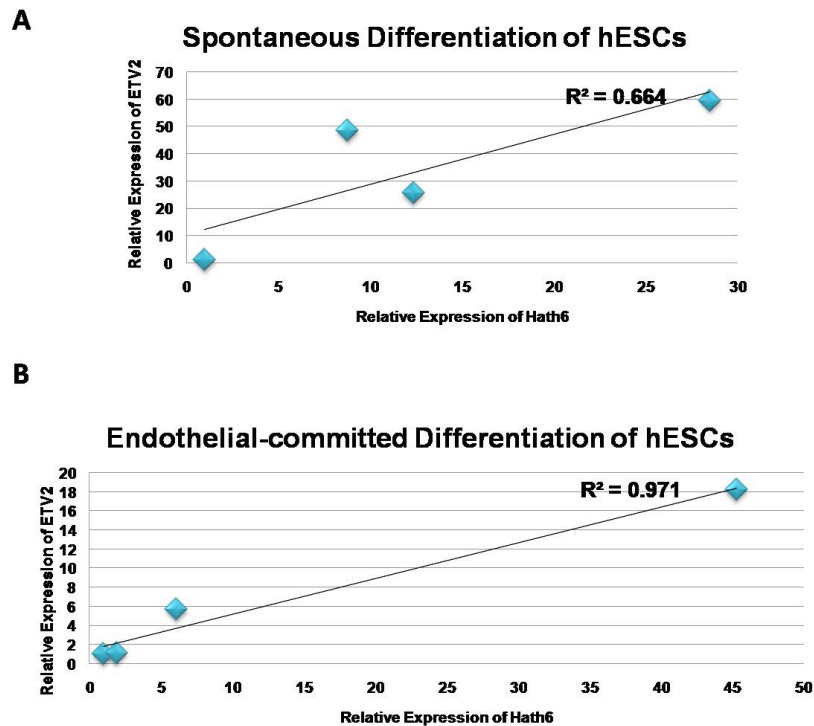 A
Spontaneous Differentiation of hESCs
Relative Expression of ETV2
70
60
50
40
30
20
10
0
R² = 0.664
0 5 10 15 20 25 30
Relative Expression of Hath6
B
Endothelial-committed Differentiation of hESCs
Relative Expression of ETV2
20
18
16
14
12
10
8
6
4
2
0
R² = 0.971
0 5 10 15 20 25 30 35 40 45 50
Relative Expression of Hath6